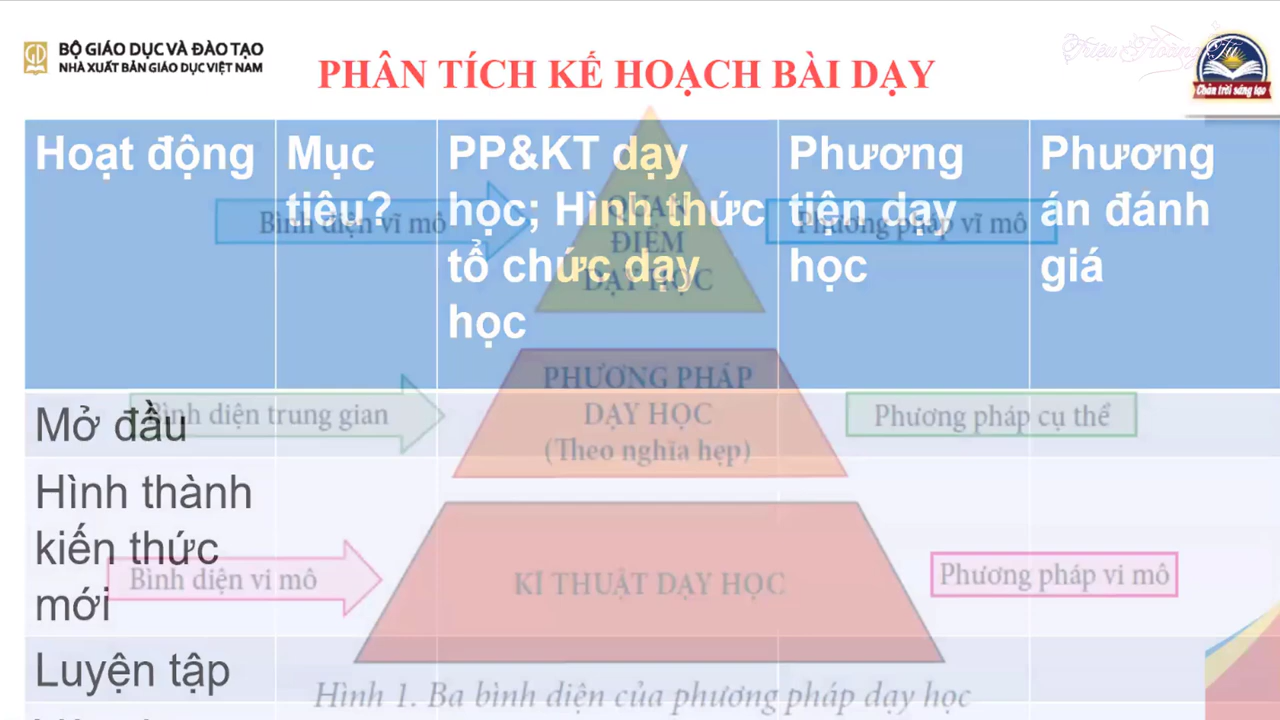 BỘ GIÁO DỤC VÀ ĐÀO TẠO
NHÀ XUẤT BẢN GIÁO DỤC VIỆT NAM
PHÂN TÍCH KẾ HOẠCH BÀI DẠY
Triệu Hoàng Tú
Chân trời sáng tạo
Hoạt động
Mục
tiêu?
PP&KT dạy
học; Hình thức
tổ chức dạy
học
Phương
tiện dạy
học
Phương
án đánh
giá
Mở đầu
Hình thành
kiến thức
mới
Luyện tập
Bình diện vĩ mô
QUAN
ĐIỂM
DẠY HỌC
Phương pháp vĩ mô
Bình diện trung gian
PHƯƠNG PHÁP
DẠY HỌC
(Theo nghĩa hẹp)
Phương pháp cụ thể
Bình diện vi mô
KĨ THUẬT DẠY HỌC
Phương pháp vi mô
Hình 1. Ba bình diện của phương pháp dạy học